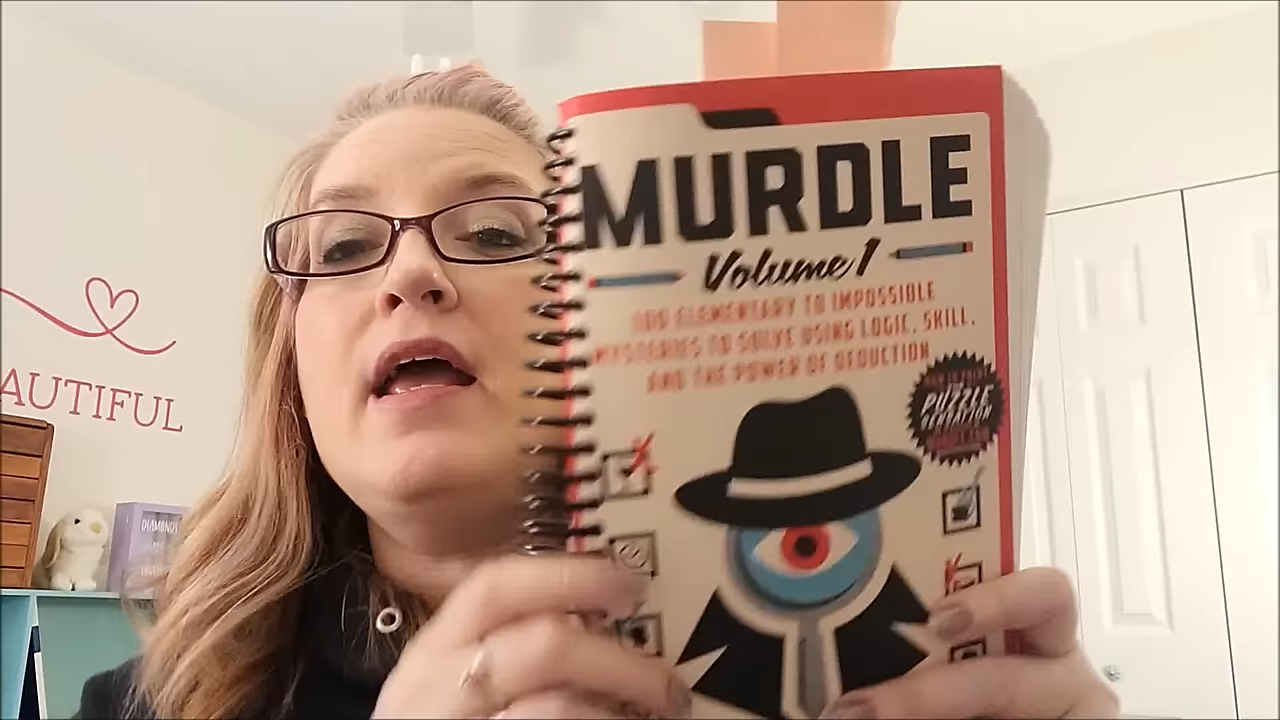 MURDLE
Volume 1
100 ELEMENTARY TO IMPOSSIBLE
MYSTERIES TO SOLVE USING LOGIC, SKILL,
AND THE POWER OF DEDUCTION
PUZZLE
AUTIFUL
DIAMONDS